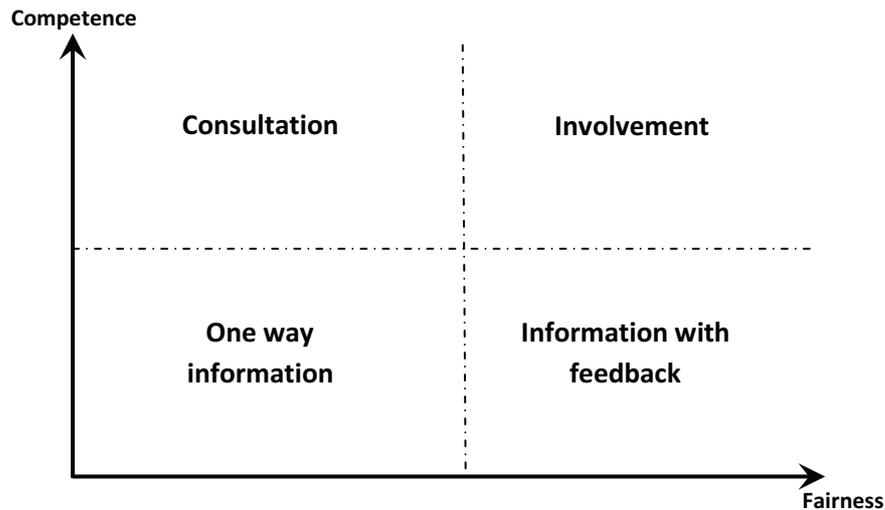 Competence
Consultation
Involvement
One way
information
Information with
feedback
Fairness